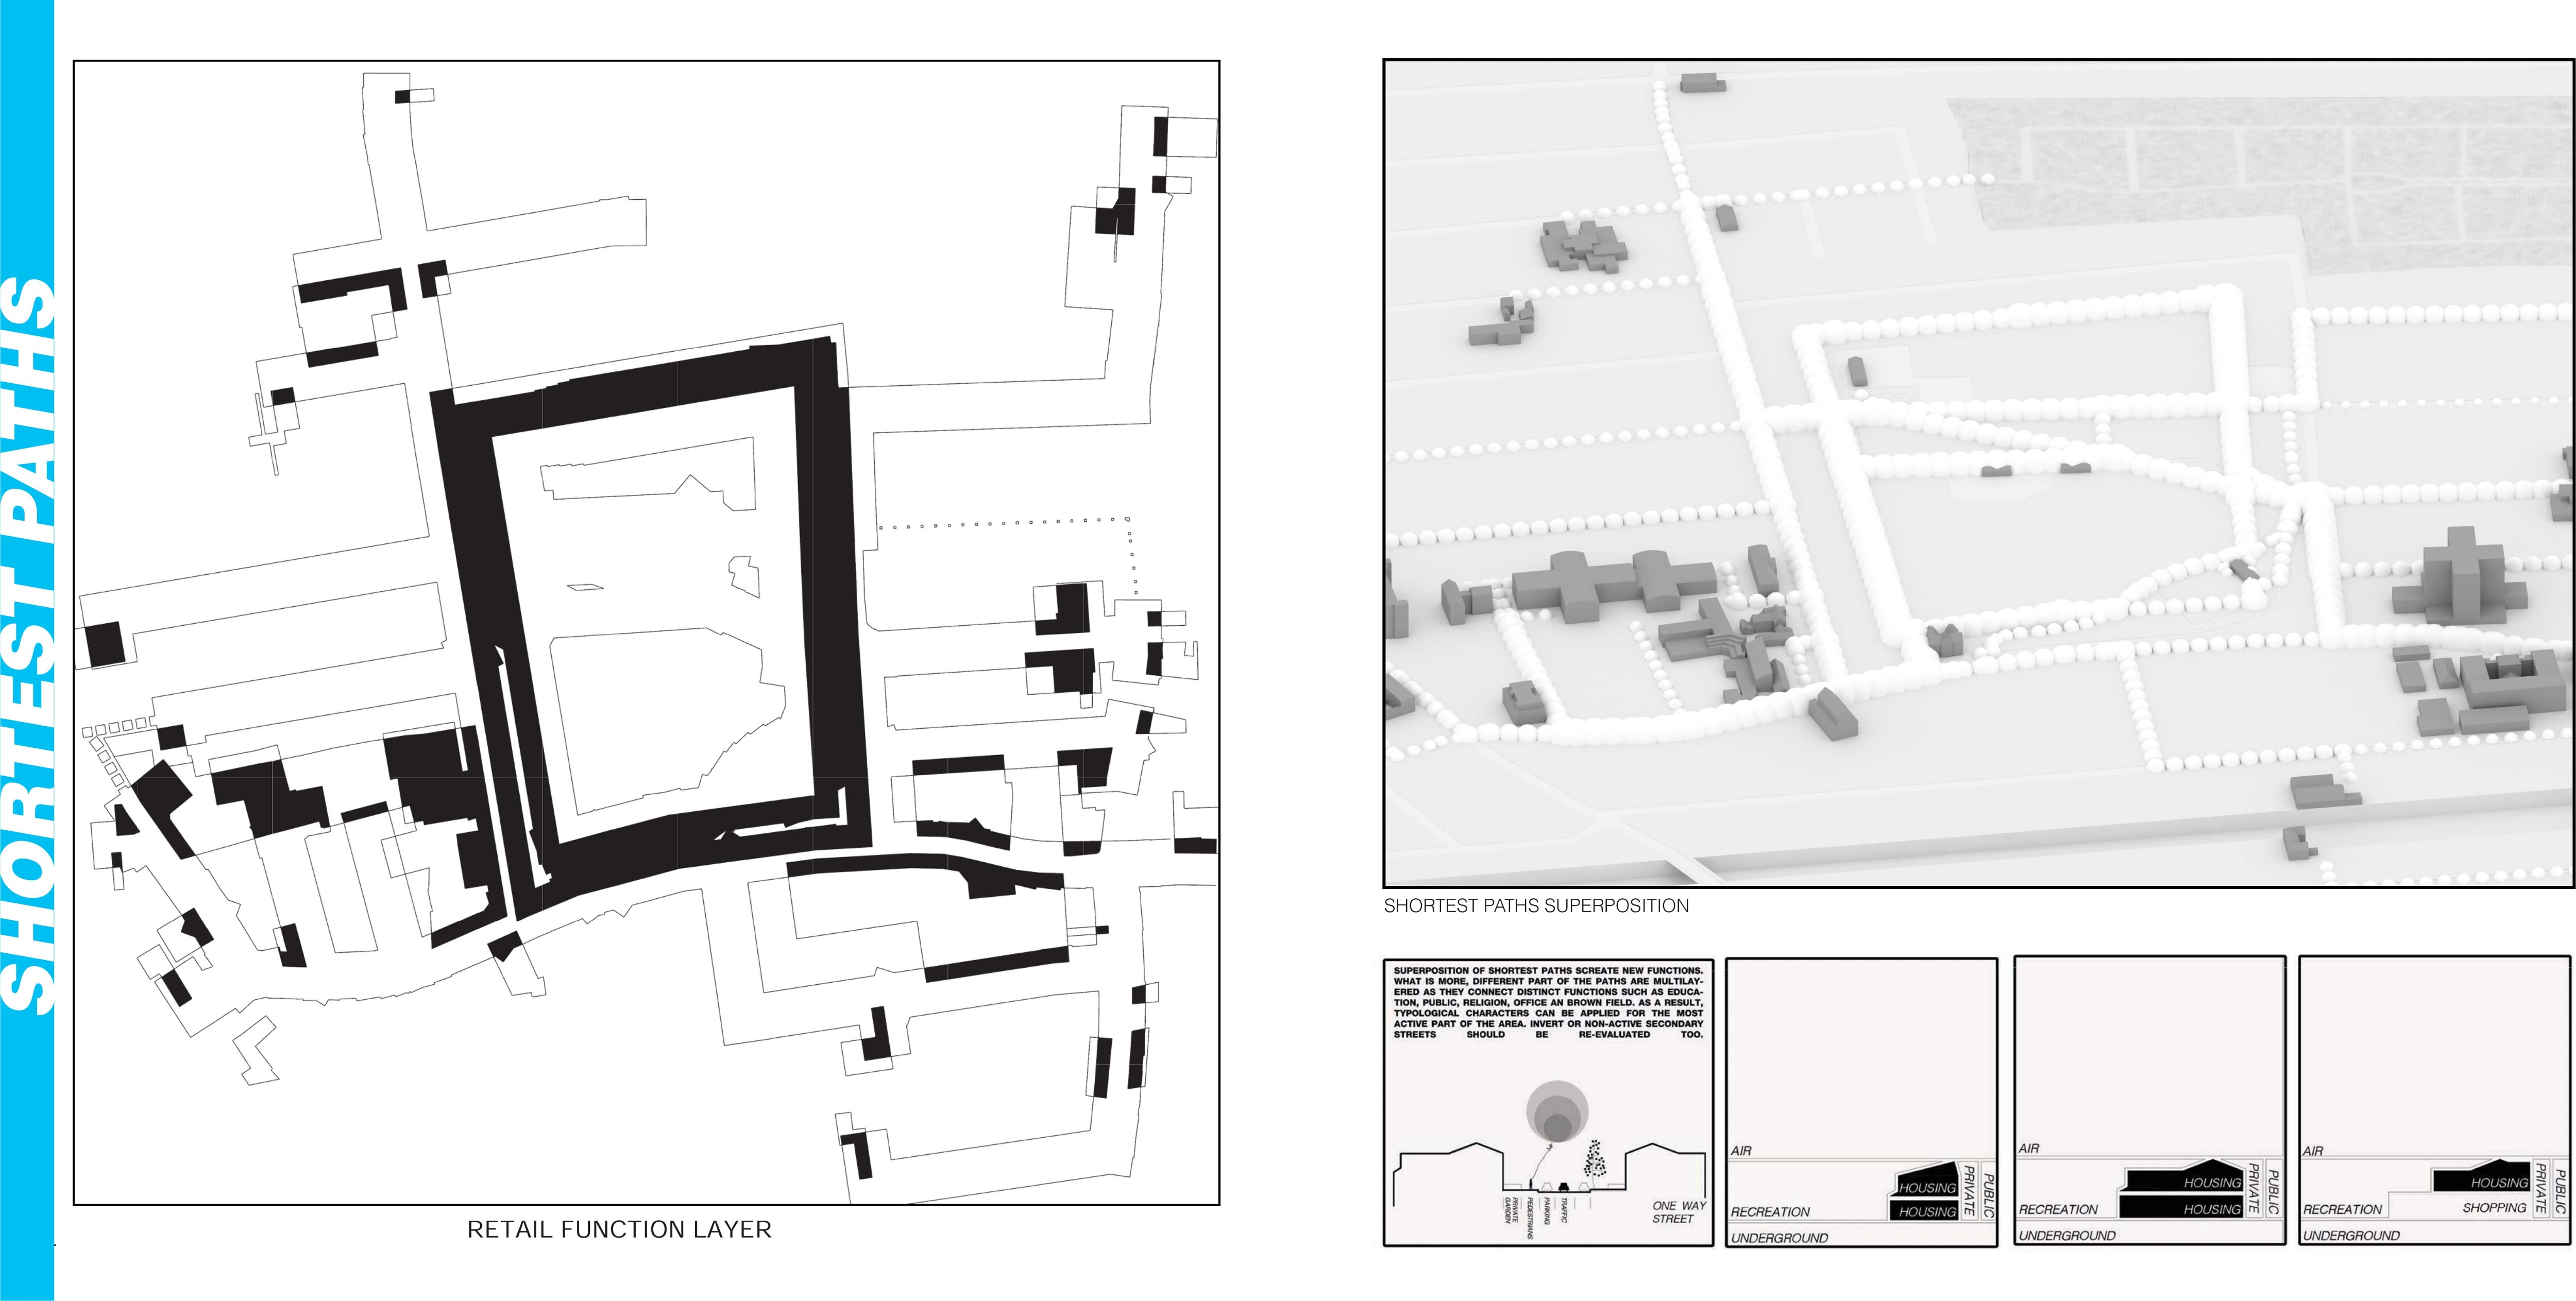 SHORTEST PATHS
RETAIL FUNCTION LAYER
SHORTEST PATHS SUPERPOSITION
SUPERPOSITION OF SHORTEST PATHS SCREATE NEW FUNCTIONS.
WHAT IS MORE, DIFFERENT PART OF THE PATHS ARE MULTILAY-
ERED AS THEY CONNECT DISTINCT FUNCTIONS SUCH AS EDUCA-
TION, PUBLIC, RELIGION, OFFICE AN BROWN FIELD. AS A RESULT,
TYPOLOGICAL CHARACTERS CAN BE APPLIED FOR THE MOST
ACTIVE PART OF THE AREA. INVERT OR NON-ACTIVE SECONDARY
STREETS SHOULD BE RE-EVALUATED TOO.
PRIVATE
GARDEN
PEDESTRIANS
PARKING
TRAFFIC
ONE WAY
STREET
AIR
HOUSING
HOUSING
PRIVATE
PUBLIC
RECREATION
UNDERGROUND
AIR
HOUSING
HOUSING
PRIVATE
PUBLIC
RECREATION
UNDERGROUND
AIR
HOUSING
SHOPPING
PRIVATE
PUBLIC
RECREATION
UNDERGROUND